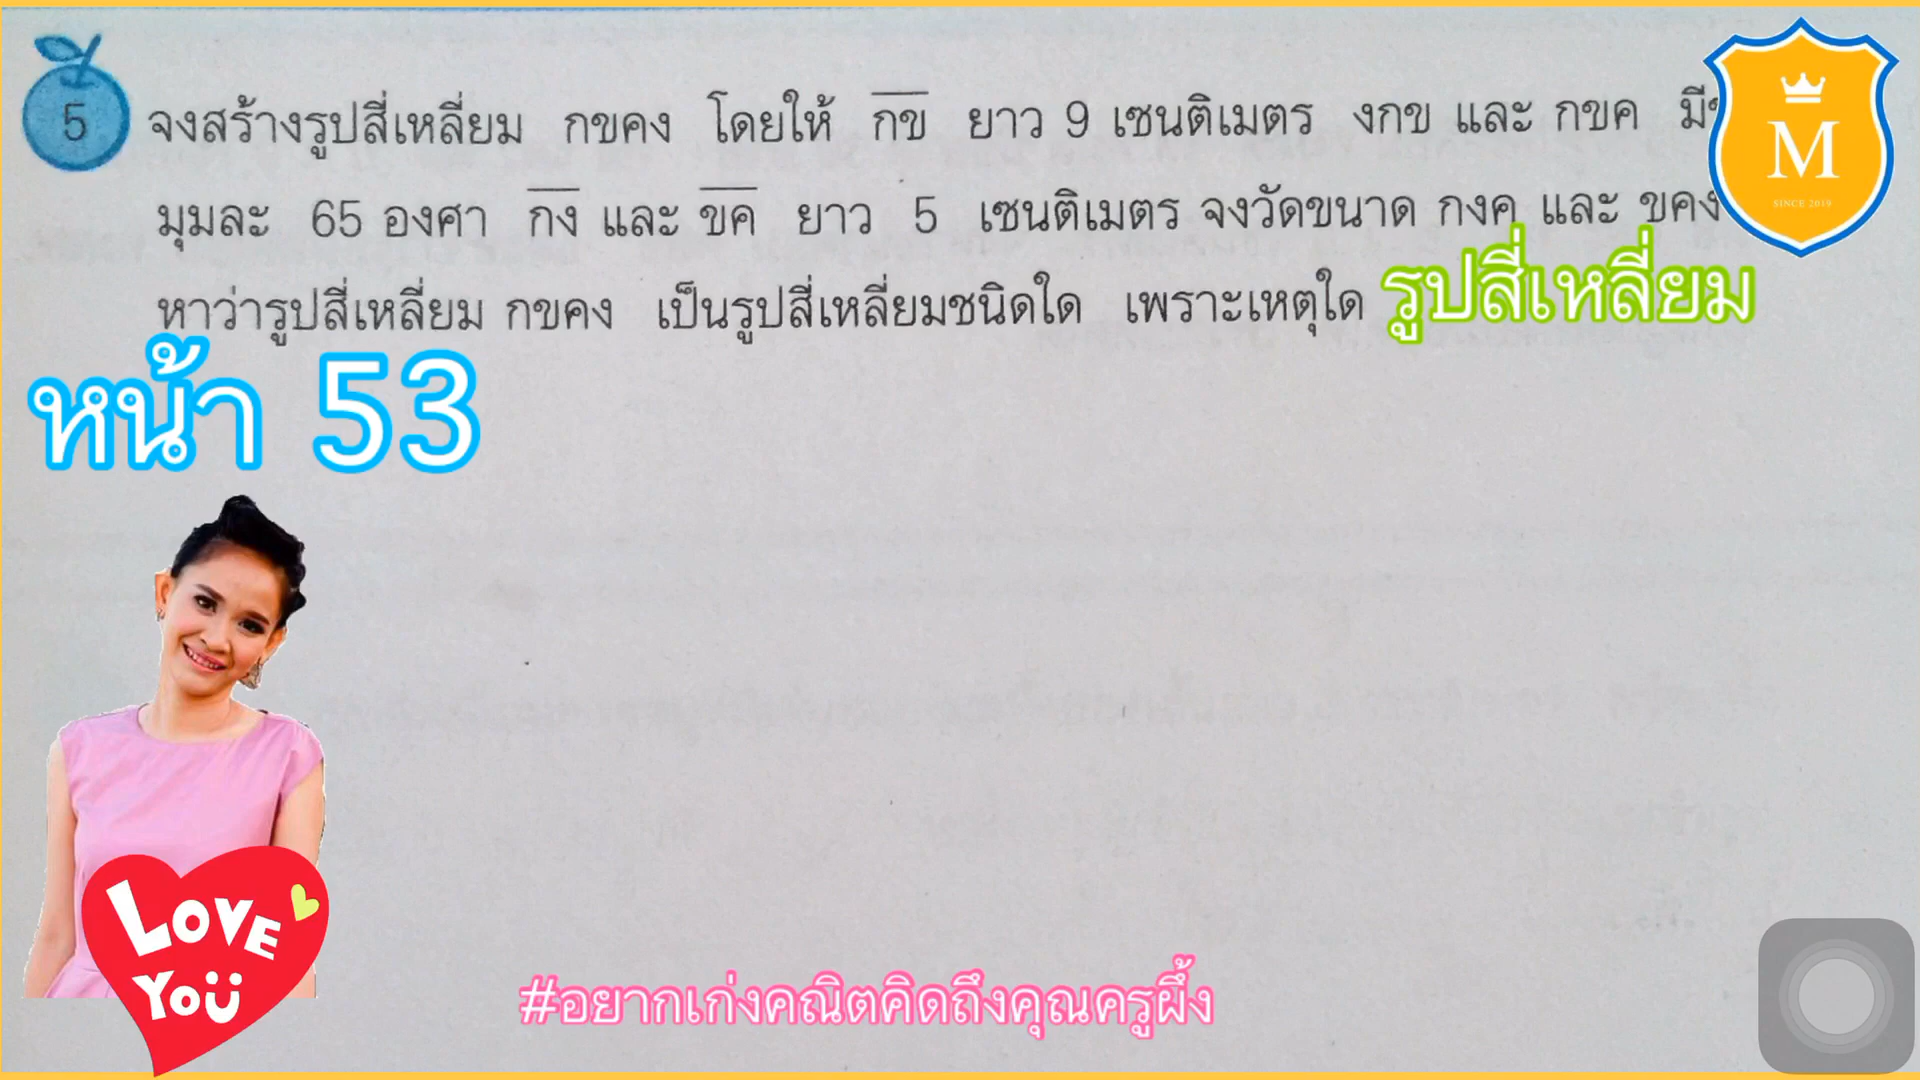 5 จงสร้างรูปสี่เหลี่ยม กขคง โดยให้ กข ยาว 9 เซนติเมตร งกข และ กขค
มุมละ 65 องศา กง และ ขค ยาว 5 เซนติเมตร จงวัดขนาด กงค และ ขคง
หาว่ารูปสี่เหลี่ยม กขคง เป็นรูปสี่เหลี่ยมชนิดใด เพราะเหตุใด รูปสี่เหลี่ยม
M
SINCE 2019
หน้า 53
LOVE
YOU
#อยากเก่งคณิตคิดถึงคุณครูผึ้ง